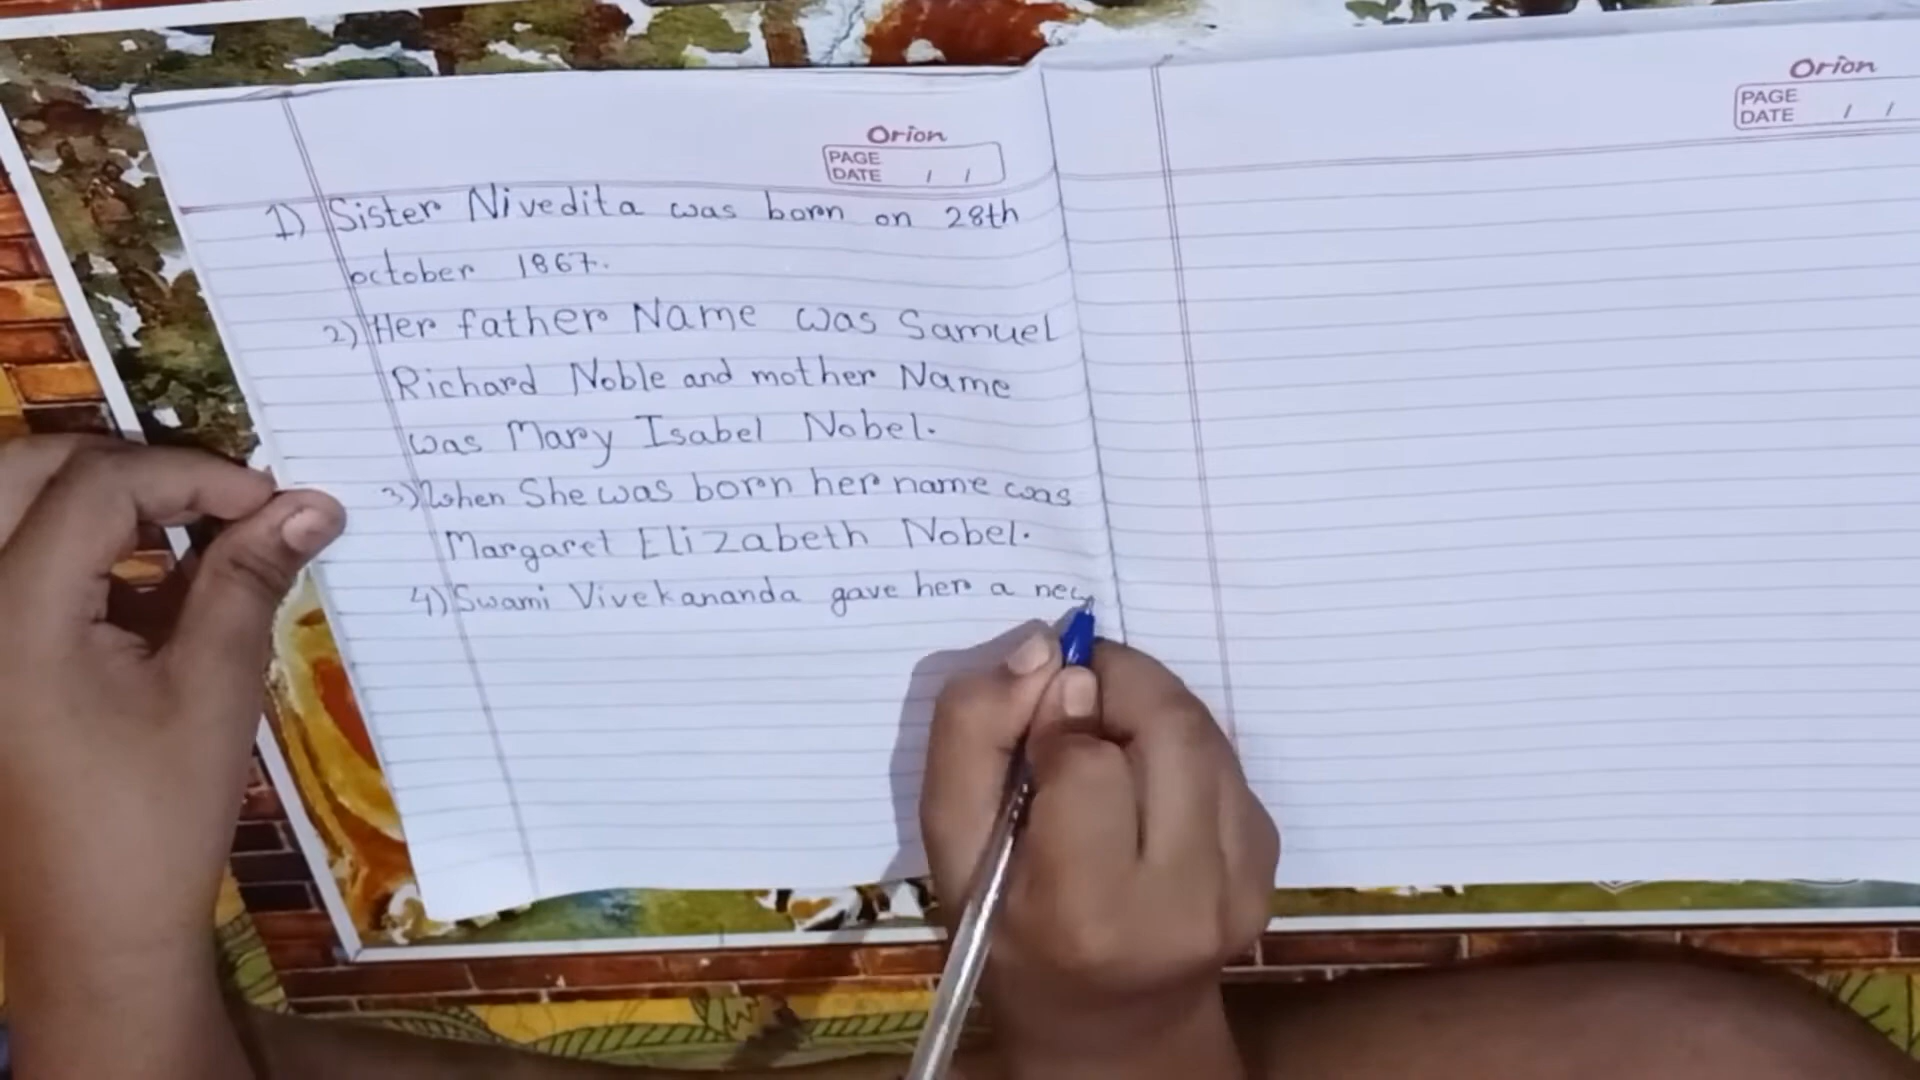 Orion
PAGE
DATE / /
1) Sister Nivedita was born on 28th
october 1867.
2) Her father Name was Samuel
Richard Noble and mother Name
was Mary Isabel Nobel.
3) When She was born her name was
Margaret Elizabeth Nobel.
4) Swami Vivekananda gave her a new
Orion
PAGE
DATE / /